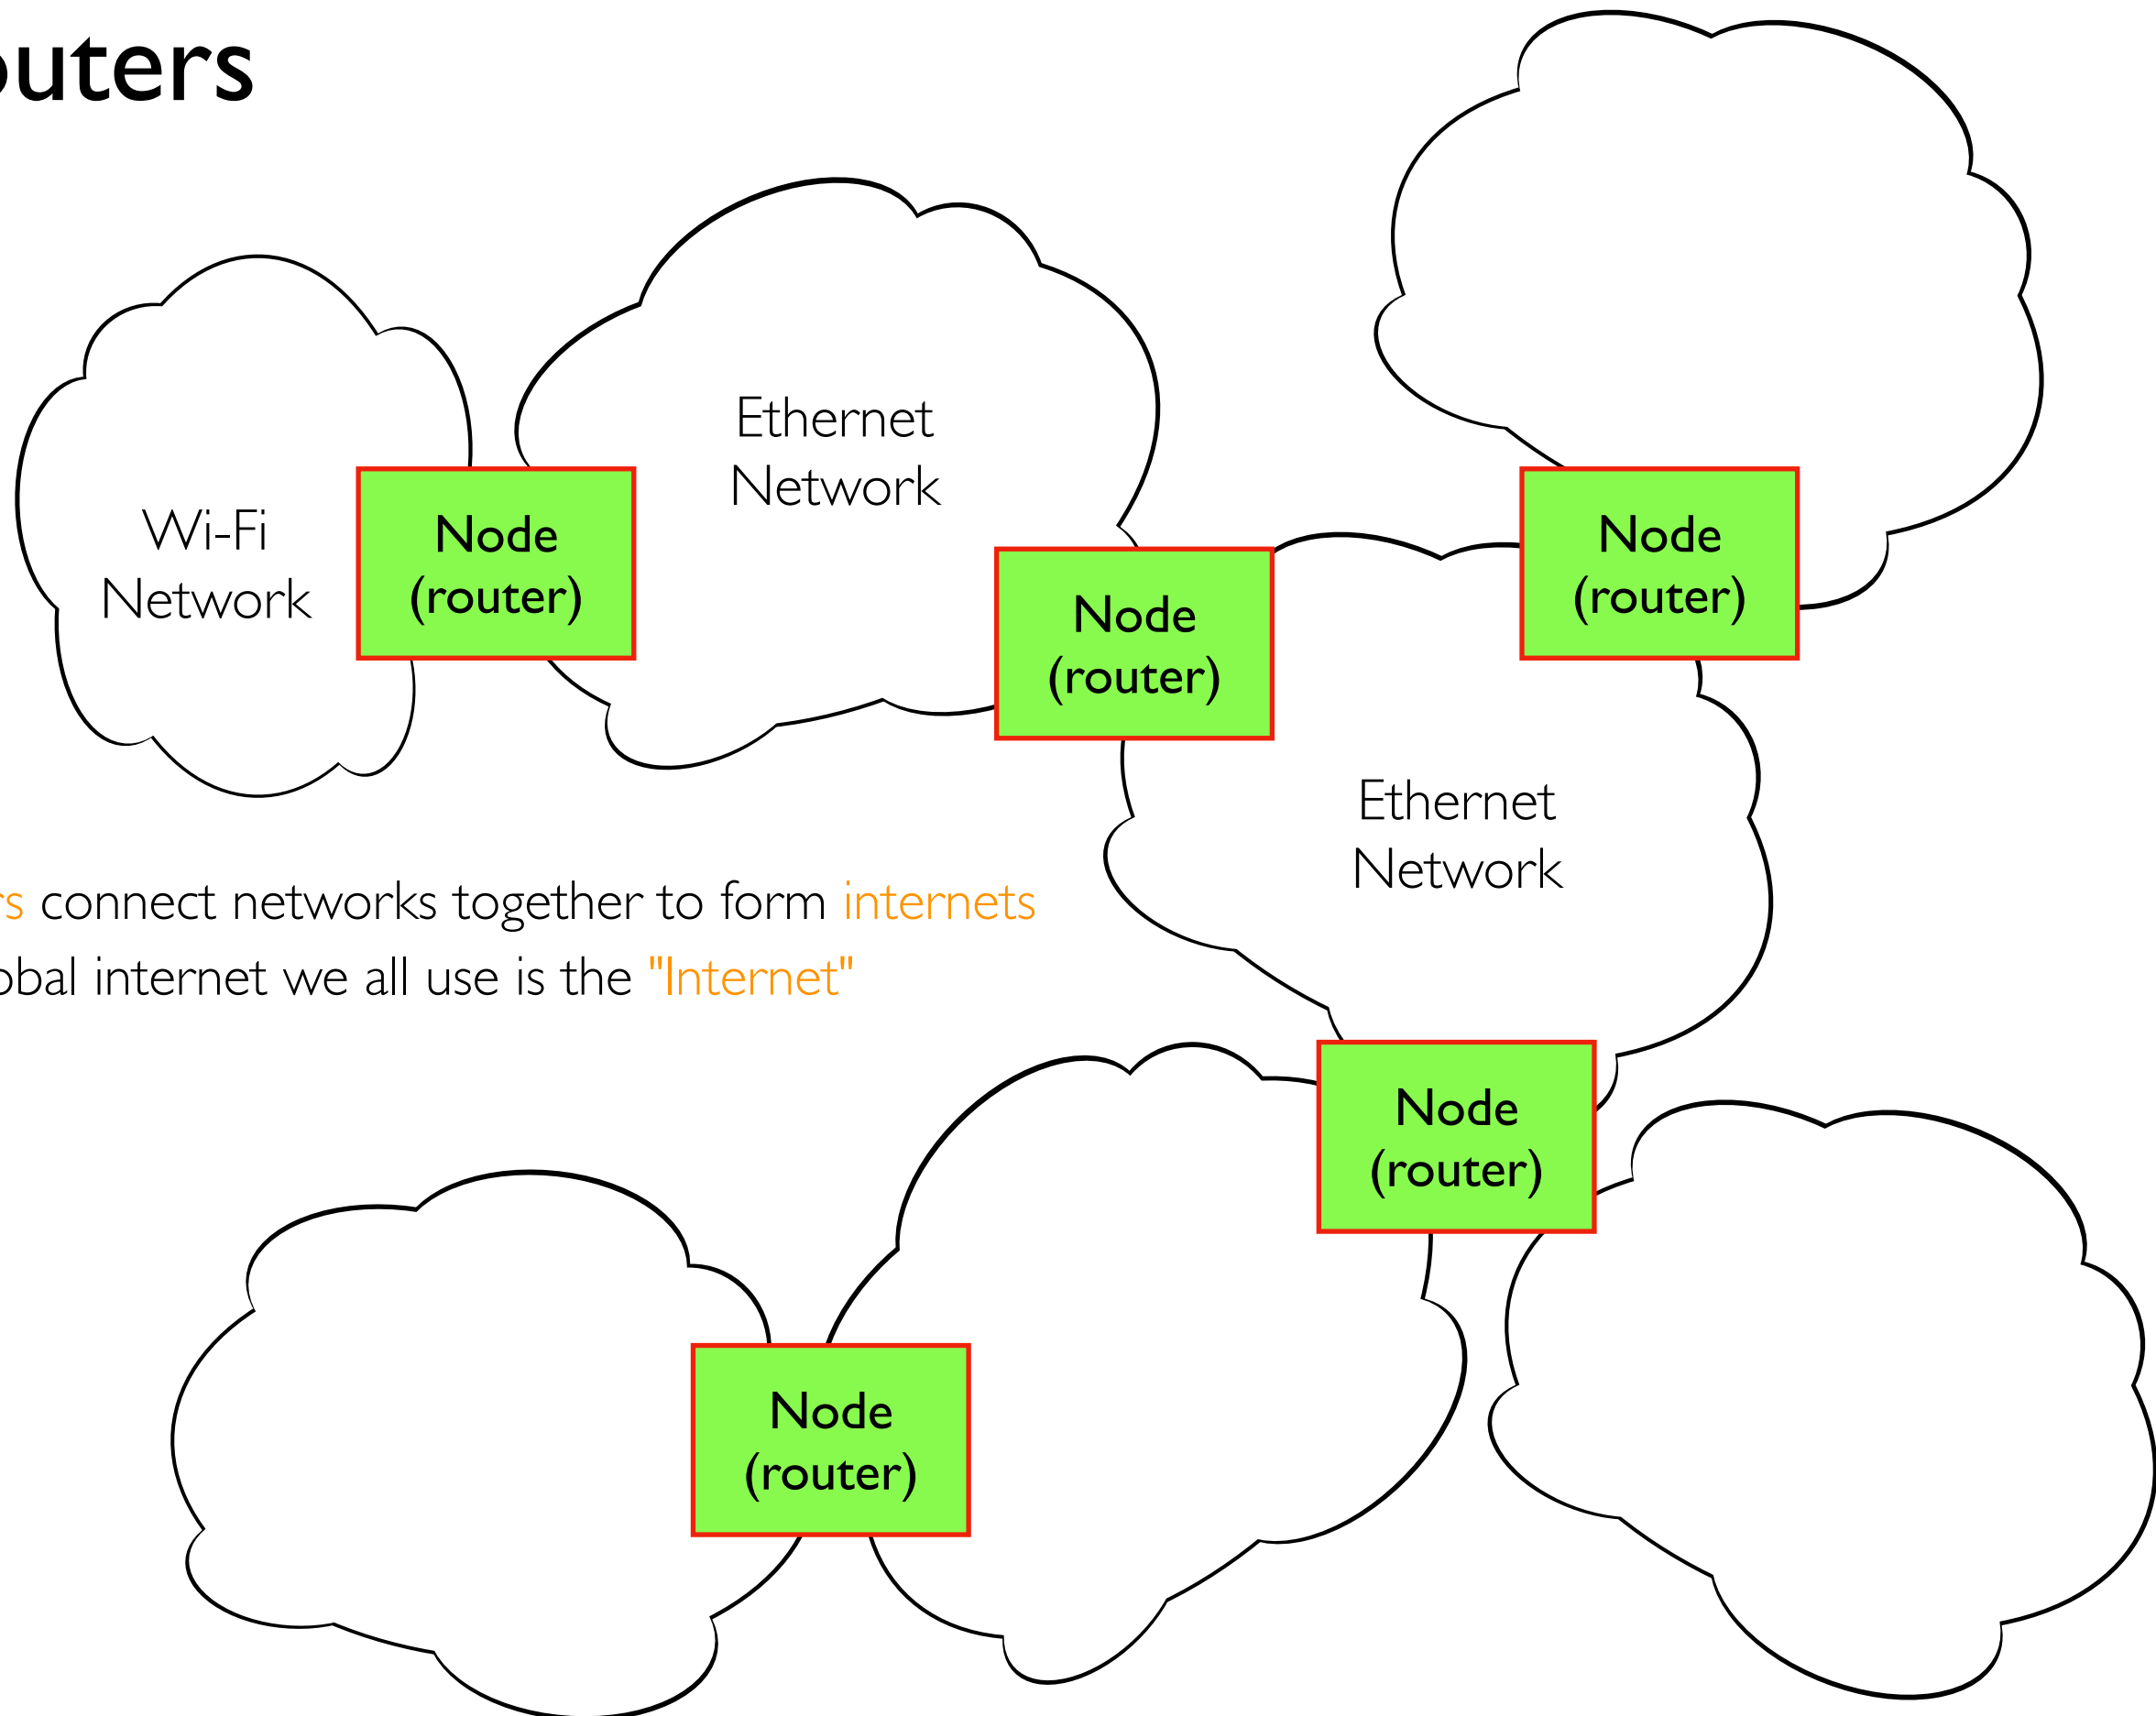 uters
Ethernet
Network
Wi-Fi
Network
Node
(router)
Node
(router)
Node
(router)
Ethernet
Network
s connect networks together to form internets
obal internet we all use is the "Internet"
Node
(router)
Node
(router)